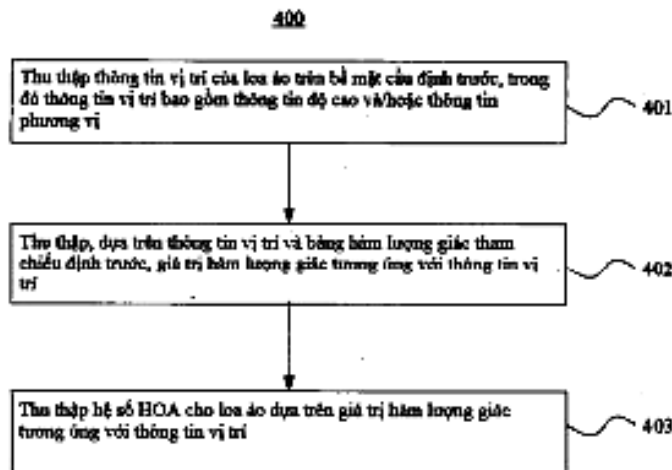 400
Thu thập thông tin vị trí của loa ảo trên bề mặt cầu định trước, trong
đó thông tin vị trí bao gồm thông tin độ cao và/hoặc thông tin
phương vị
401
Thu thập, dựa trên thông tin vị trí và bảng hàm lượng giác tham
chiếu định trước, giá trị hàm lượng giác tương ứng với thông tin vị
trí
402
Thu thập hệ số HOA cho loa ảo dựa trên giá trị hàm lượng giác
tương ứng với thông tin vị trí
403